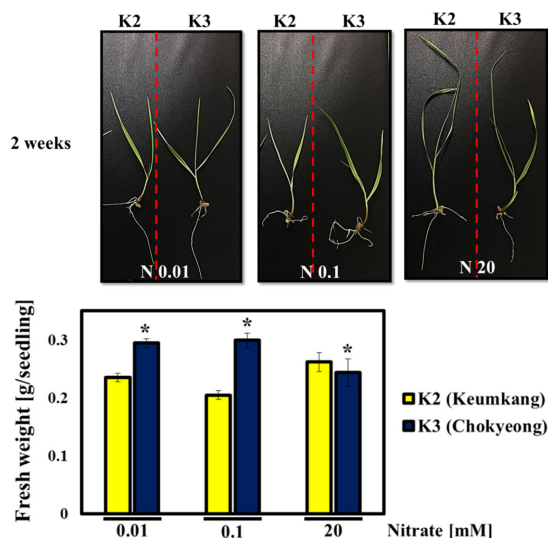 K2 K3 K2 K3 K2 K3
2 weeks
N 0.01 N 0.1 N 20
Fresh weight [g/seedling]
0.3
0.2
0.1
0
* * *
K2 (Keumkang)
K3 (Chokyeong)
0.01 0.1 20 Nitrate [mM]